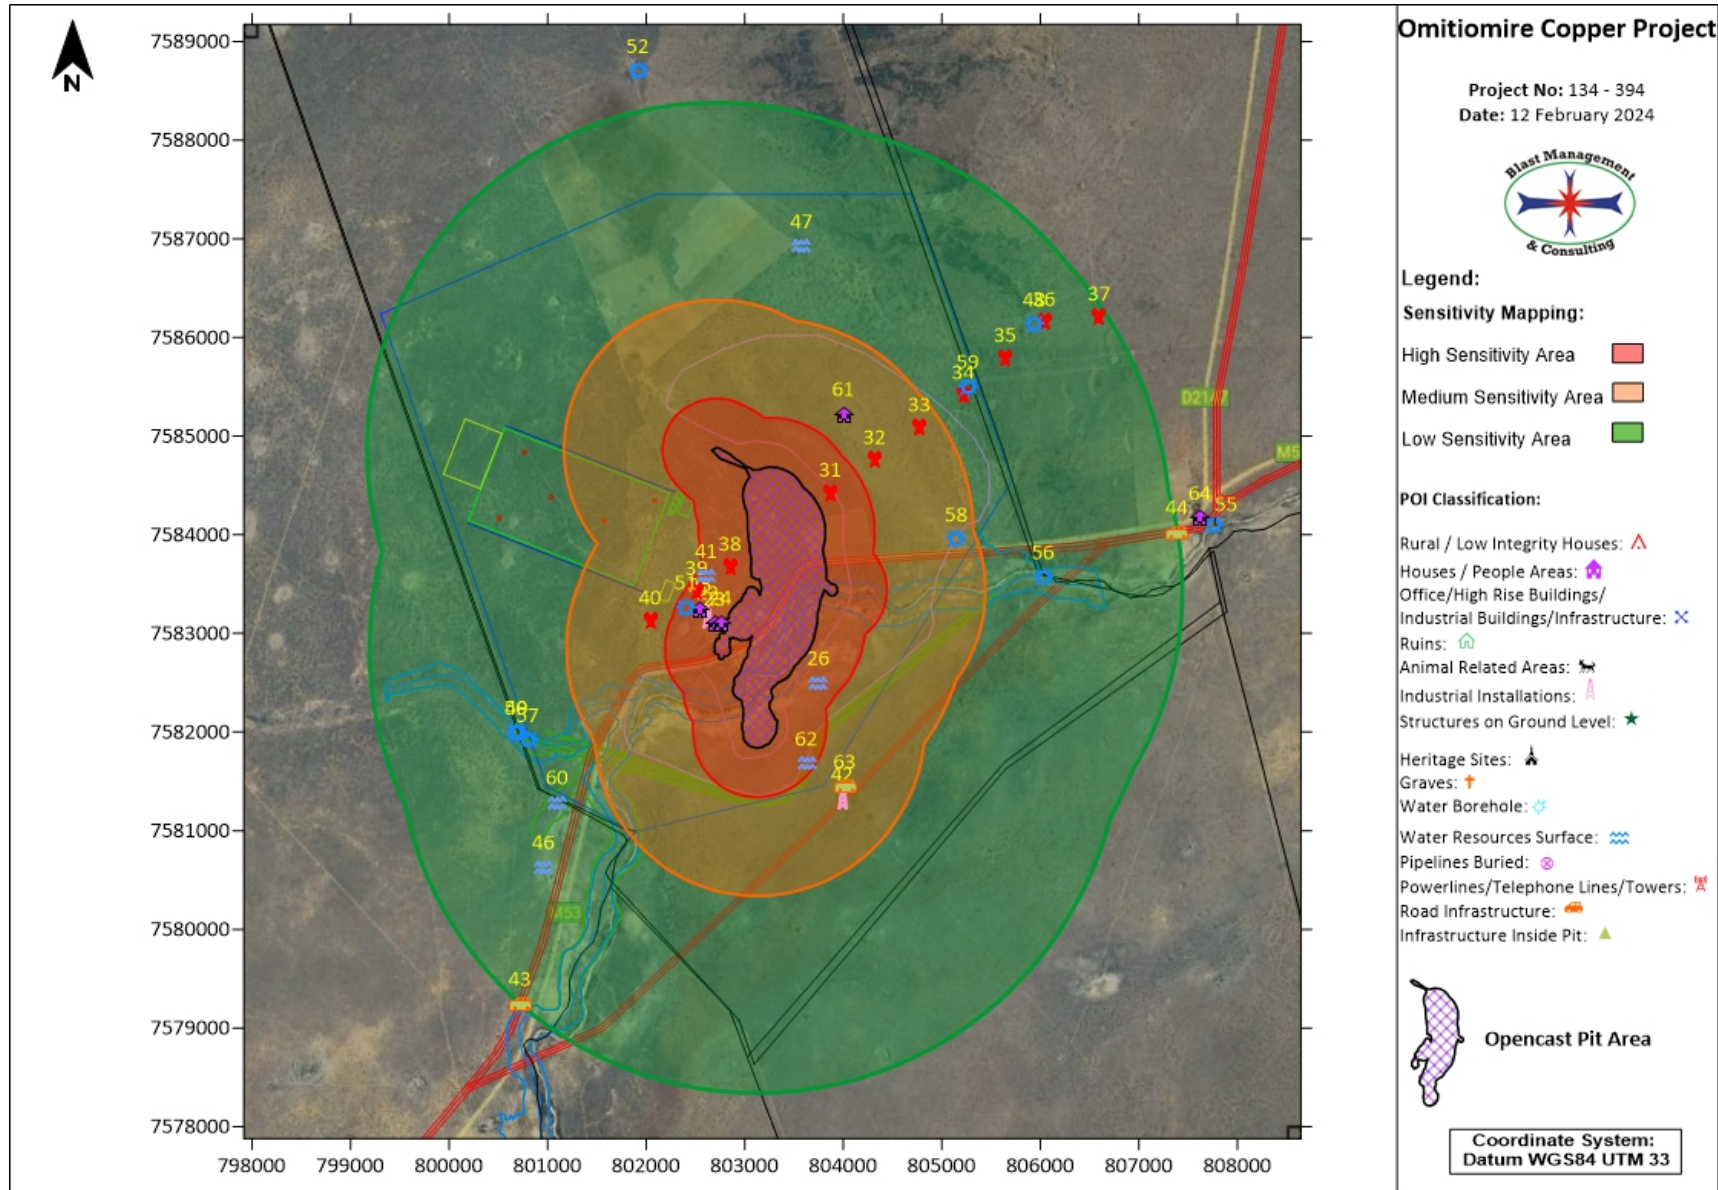 Omitiomire Copper Project
Project No: 134 - 394
Date: 12 February 2024
Blast Management
& Consulting
Legend:
Sensitivity Mapping:
High Sensitivity Area
Medium Sensitivity Area
Low Sensitivity Area
POI Classification:
Rural / Low Integrity Houses:
Houses / People Areas:
Office/High Rise Buildings/
Industrial Buildings/Infrastructure:
Ruins:
Animal Related Areas:
Industrial Installations:
Structures on Ground Level:
Heritage Sites:
Graves:
Water Borehole:
Water Resources Surface:
Pipelines Buried:
Powerlines/Telephone Lines/Towers:
Road Infrastructure:
Infrastructure Inside Pit:
Opencast Pit Area
Coordinate System:
Datum WGS84 UTM 33
N
7589000
7588000
7587000
7586000
7585000
7584000
7583000
7582000
7581000
7580000
7579000
7578000
798000 799000 800000 801000 802000 803000 804000 805000 806000 807000 808000
52
47
37
35
59
34
61
33
32
31
D2147
M5
64
55
44
58
56
38
41
39
40
26
57
62
63
42
60
46
M53
43